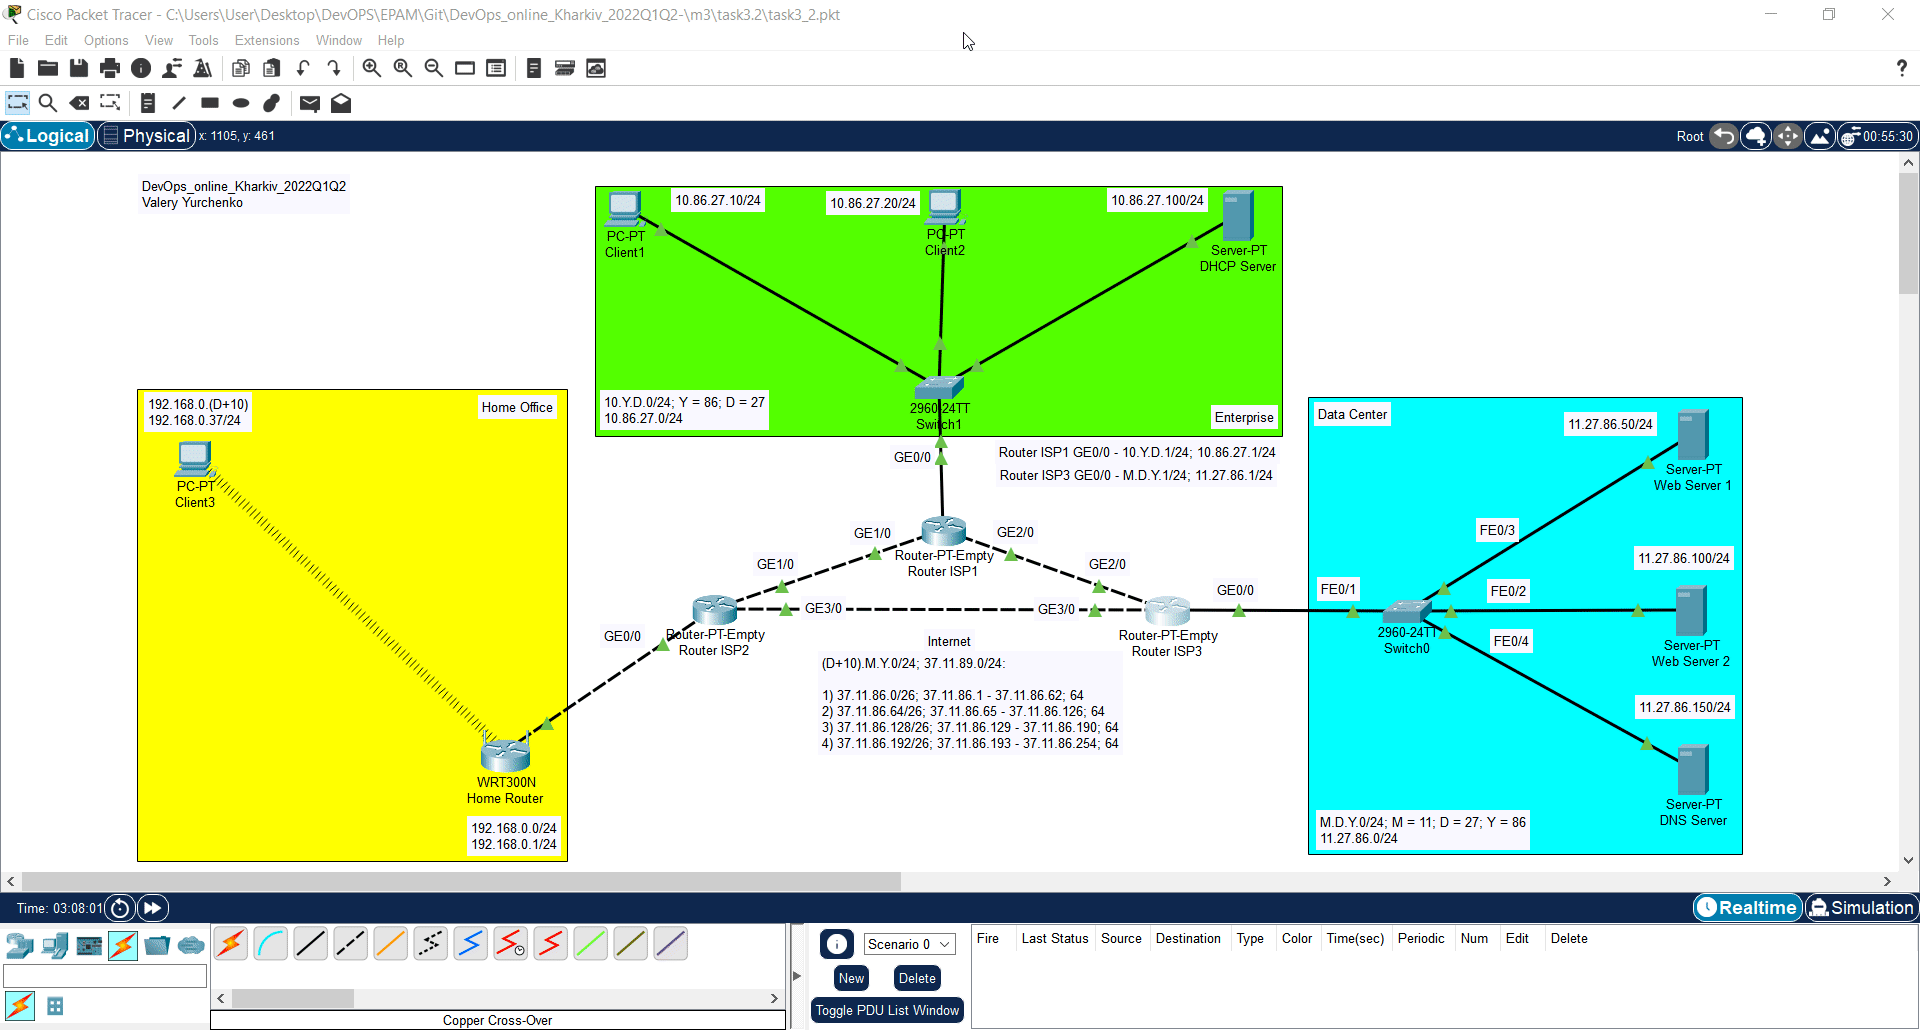 Cisco Packet Tracer - C:\Users\User\Desktop\DevOPS\EPAM\Git\DevOps_online_Kharkiv_2022Q1Q2-\m3\task3.2\task3_2.pkt
File Edit Options View Tools Extensions Window Help
?
Logical Physical x: 1105, y: 461 Root 00:55:30
DevOps_online_Kharkiv_2022Q1Q2
Valery Yurchenko
10.86.27.10/24
10.86.27.20/24
10.86.27.100/24
PC-PT
Client1
PC-PT
Client2
Server-PT
DHCP Server
10.Y.D.0/24; Y = 86; D = 27
10.86.27.0/24
2960-24TT
Switch1
Enterprise
192.168.0.(D+10)
192.168.0.37/24
Home Office
PC-PT
Client3
WRT300N
Home Router
192.168.0.0/24
192.168.0.1/24
GE0/0
Router ISP1 GE0/0 - 10.Y.D.1/24; 10.86.27.1/24
Router ISP3 GE0/0 - M.D.Y.1/24; 11.27.86.1/24
GE1/0
GE2/0
Router-PT-Empty
Router ISP1
GE1/0
GE2/0
GE3/0
GE3/0
GE0/0
GE0/0
Router-PT-Empty
Router ISP2
Router-PT-Empty
Router ISP3
Internet
(D+10).M.Y.0/24; 37.11.89.0/24:
1) 37.11.86.0/26; 37.11.86.1 - 37.11.86.62; 64
2) 37.11.86.64/26; 37.11.86.65 - 37.11.86.126; 64
3) 37.11.86.128/26; 37.11.86.129 - 37.11.86.190; 64
4) 37.11.86.192/26; 37.11.86.193 - 37.11.86.254; 64
Data Center
11.27.86.50/24
Server-PT
Web Server 1
FE0/3
11.27.86.100/24
FE0/1
FE0/2
2960-24TT
Switch0
FE0/4
Server-PT
Web Server 2
11.27.86.150/24
Server-PT
DNS Server
M.D.Y.0/24; M = 11; D = 27; Y = 86
11.27.86.0/24
Time: 03:08:01
Realtime Simulation
Scenario 0
New Delete
Toggle PDU List Window
Fire Last Status Source Destination Type Color Time(sec) Periodic Num Edit Delete
Copper Cross-Over